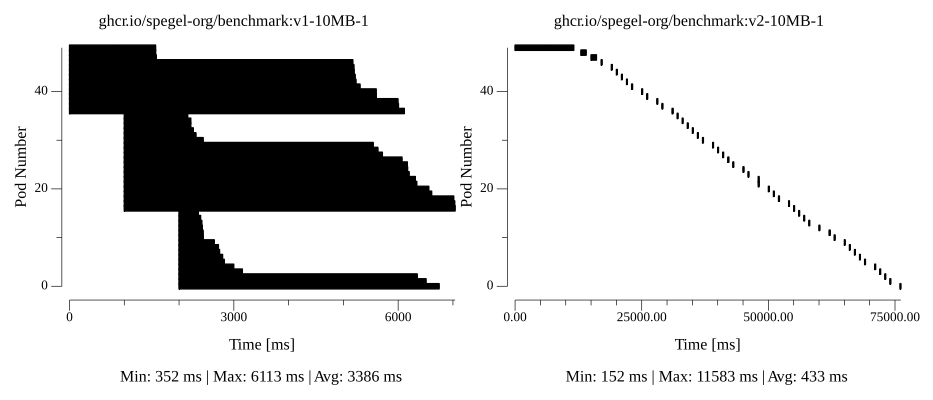 ghcr.io/spegel-org/benchmark:v1-10MB-1
Pod Number
40
20
0
0
3000
6000
Time [ms]
Min: 352 ms | Max: 6113 ms | Avg: 3386 ms
ghcr.io/spegel-org/benchmark:v2-10MB-1
Pod Number
40
20
0
0.00
25000.00
50000.00
75000.00
Time [ms]
Min: 152 ms | Max: 11583 ms | Avg: 433 ms